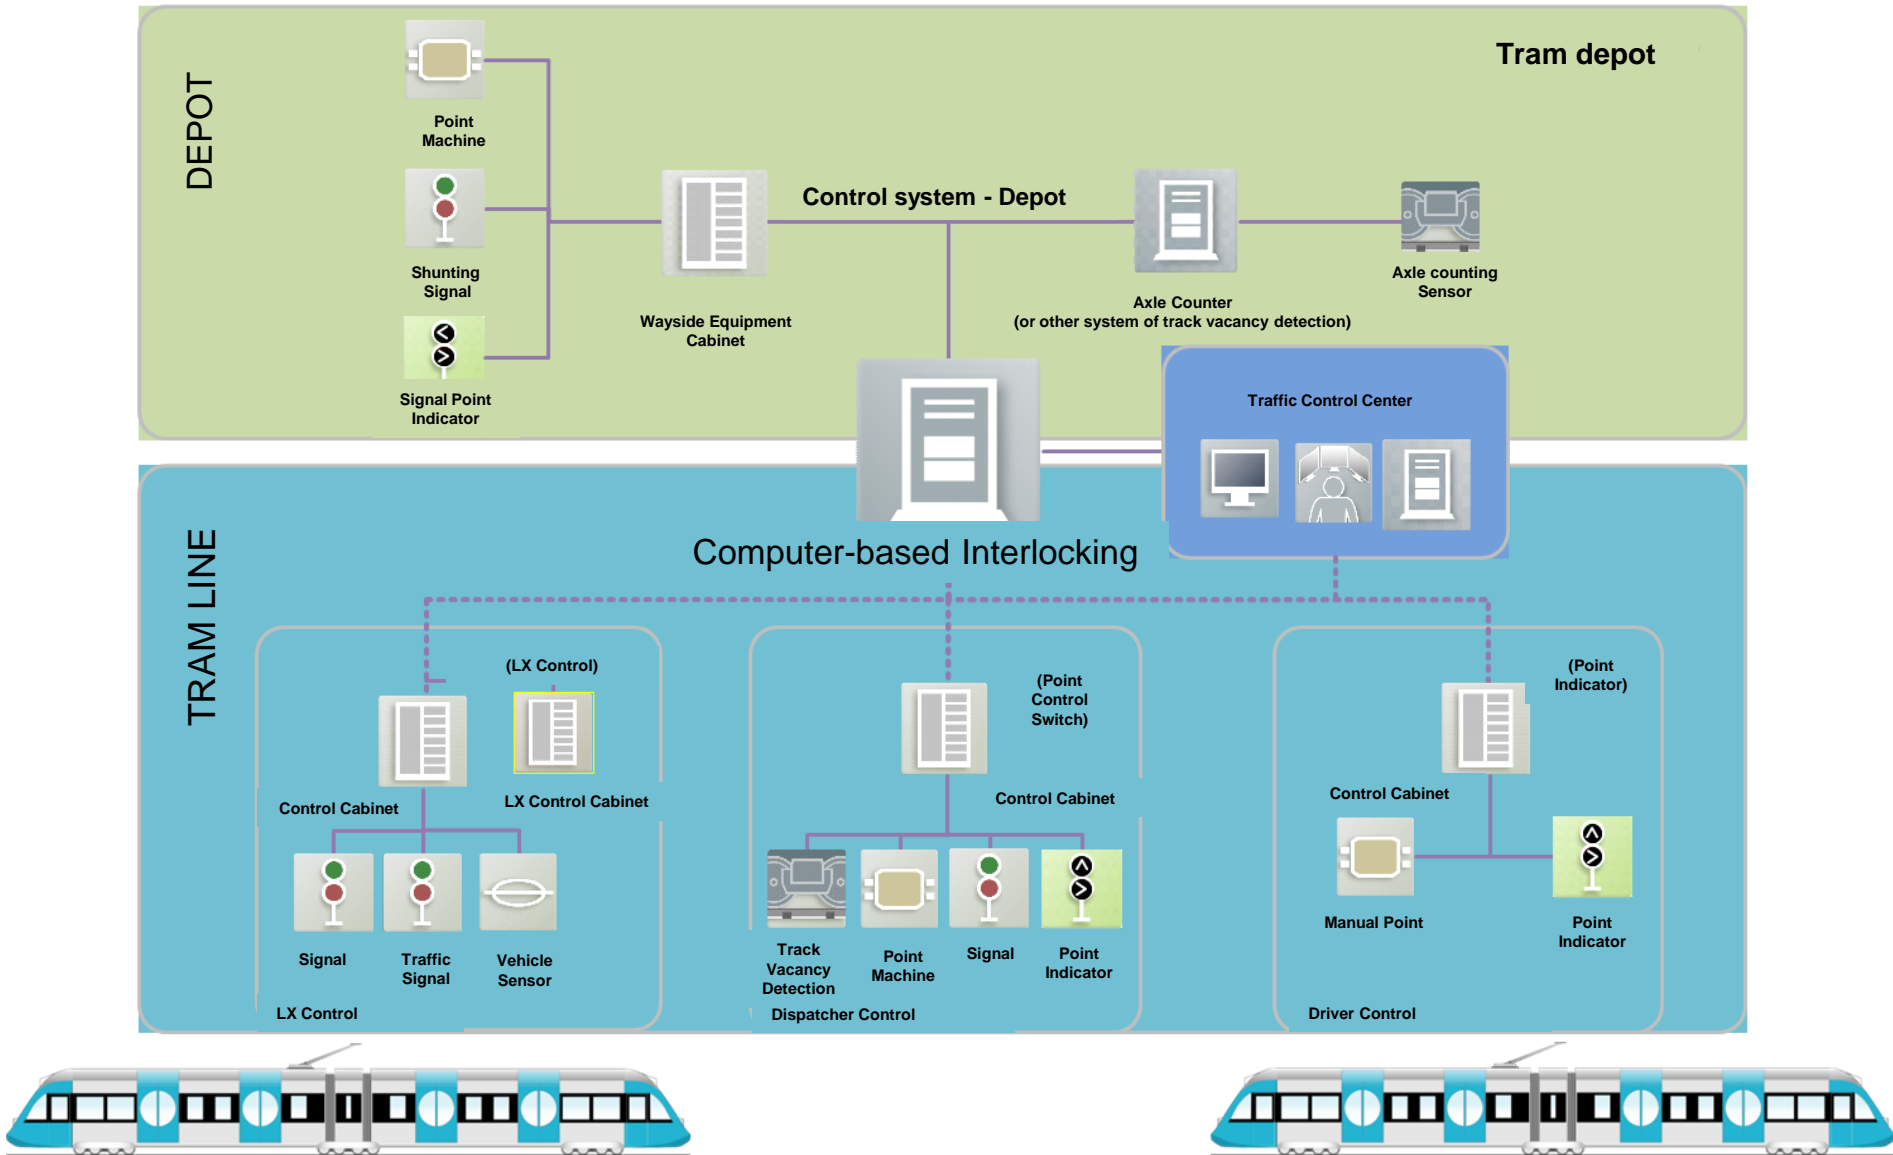 Tram depot
DEPOT
Point
Machine
Shunting
Signal
Signal Point
Indicator
Wayside Equipment
Cabinet
Control system - Depot
Axle Counter
(or other system of track vacancy detection)
Axle counting
Sensor
Traffic Control Center
TRAM LINE
Computer-based Interlocking
(LX Control)
Control Cabinet
LX Control Cabinet
Signal
Traffic
Signal
Vehicle
Sensor
LX Control
(Point
Control
Switch)
Control Cabinet
Track
Vacancy
Detection
Point
Machine
Signal
Point
Indicator
Dispatcher Control
(Point
Indicator)
Control Cabinet
Manual Point
Point
Indicator
Driver Control